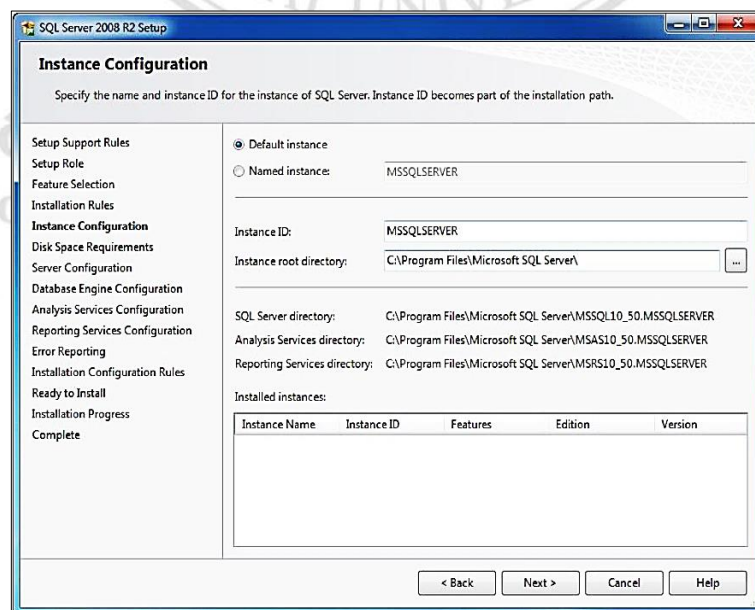 SQL Server 2008 R2 Setup
Instance Configuration
Specify the name and instance ID for the instance of SQL Server. Instance ID becomes part of the installation path.
Setup Support Rules
Setup Role
Feature Selection
Installation Rules
Instance Configuration
Disk Space Requirements
Server Configuration
Database Engine Configuration
Analysis Services Configuration
Reporting Services Configuration
Error Reporting
Installation Configuration Rules
Ready to Install
Installation Progress
Complete
Default instance
Named instance: MSSQLSERVER
Instance ID: MSSQLSERVER
Instance root directory: C:\Program Files\Microsoft SQL Server\ ...
SQL Server directory: C:\Program Files\Microsoft SQL Server\MSSQL10_50.MSSQLSERVER
Analysis Services directory: C:\Program Files\Microsoft SQL Server\MSAS10_50.MSSQLSERVER
Reporting Services directory: C:\Program Files\Microsoft SQL Server\MSRS10_50.MSSQLSERVER
Installed instances:
Instance Name Instance ID Features Edition Version
< Back Next > Cancel Help